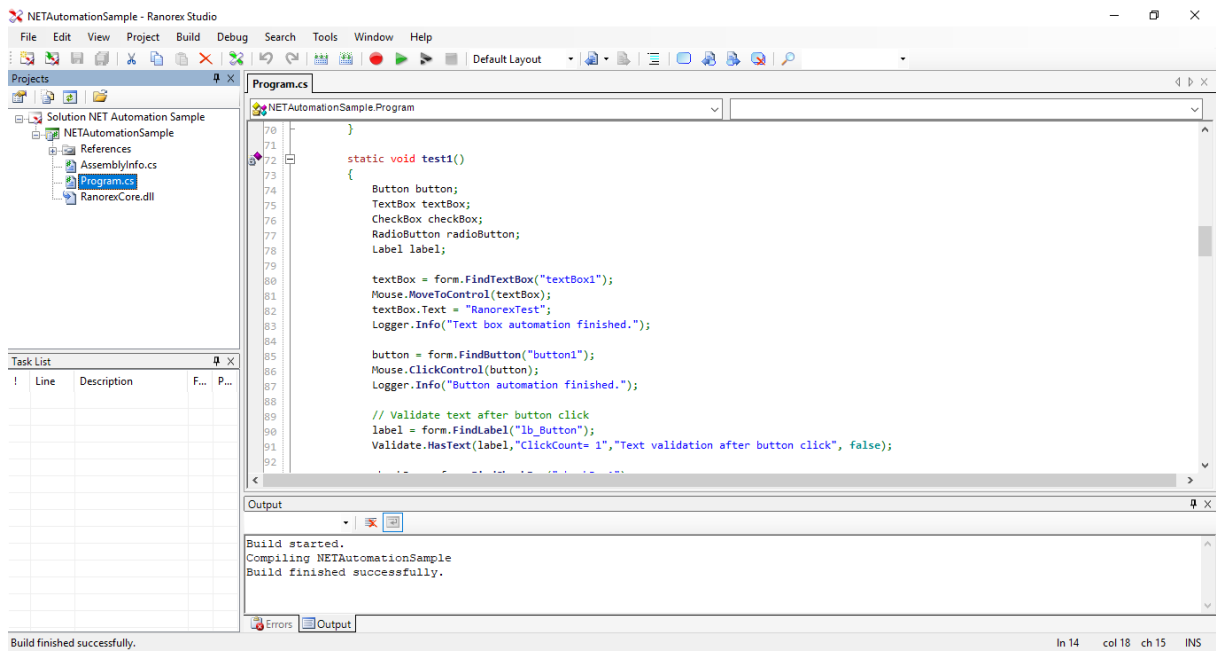 NETAutomationSample - Ranorex Studio
File Edit View Project Build Debug Search Tools Window Help
Default Layout
Projects
Solution NET Automation Sample
NETAutomationSample
References
AssemblyInfo.cs
Program.cs
RanorexCore.dll
Task List
! Line Description F... P...
Program.cs
NETAutomationSample.Program
70 }
71
72 static void test1()
73 {
74 Button button;
75 TextBox textBox;
76 CheckBox checkBox;
77 RadioButton radioButton;
78 Label label;
79
80 textBox = form.FindTextBox("textBox1");
81 Mouse.MoveToControl(textBox);
82 textBox.Text = "RanorexTest";
83 Logger.Info("Text box automation finished.");
84
85 button = form.FindButton("button1");
86 Mouse.ClickControl(button);
87 Logger.Info("Button automation finished.");
88
89 // Validate text after button click
90 label = form.FindLabel("lb_Button");
91 Validate.HasText(label,"ClickCount= 1","Text validation after button click", false);
92
Output
Build started.
Compiling NETAutomationSample
Build finished successfully.
Errors Output
Build finished successfully. ln 14 col 18 ch 15 INS